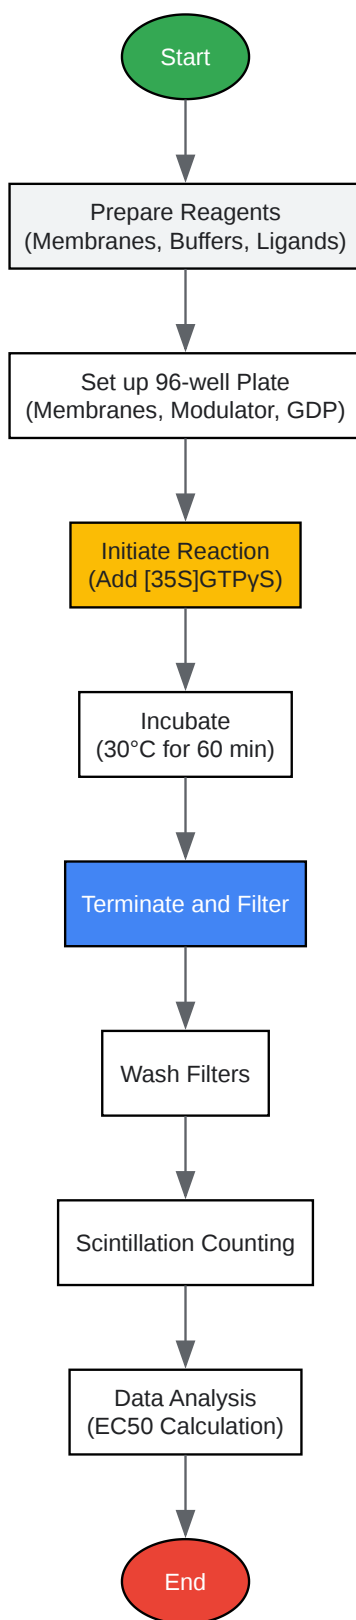 Start
Prepare Reagents
(Membranes, Buffers, Ligands)
Set up 96-well Plate
(Membranes, Modulator, GDP)
Initiate Reaction
(Add [35S]GTPγS)
Incubate
(30°C for 60 min)
Terminate and Filter
Wash Filters
Scintillation Counting
Data Analysis
(EC50 Calculation)
End